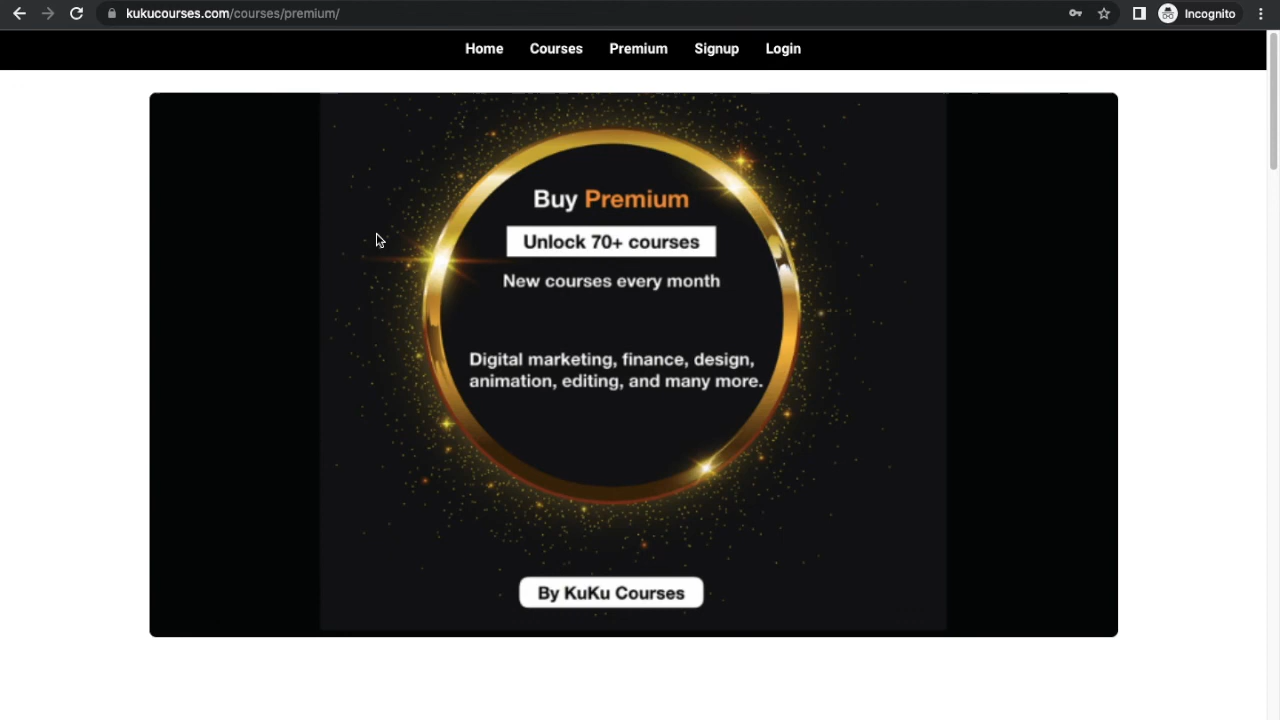 kukucourses.com/courses/premium/
Incognito
Home Courses Premium Signup Login
Buy Premium
Unlock 70+ courses
New courses every month
Digital marketing, finance, design,
animation, editing, and many more.
By KuKu Courses